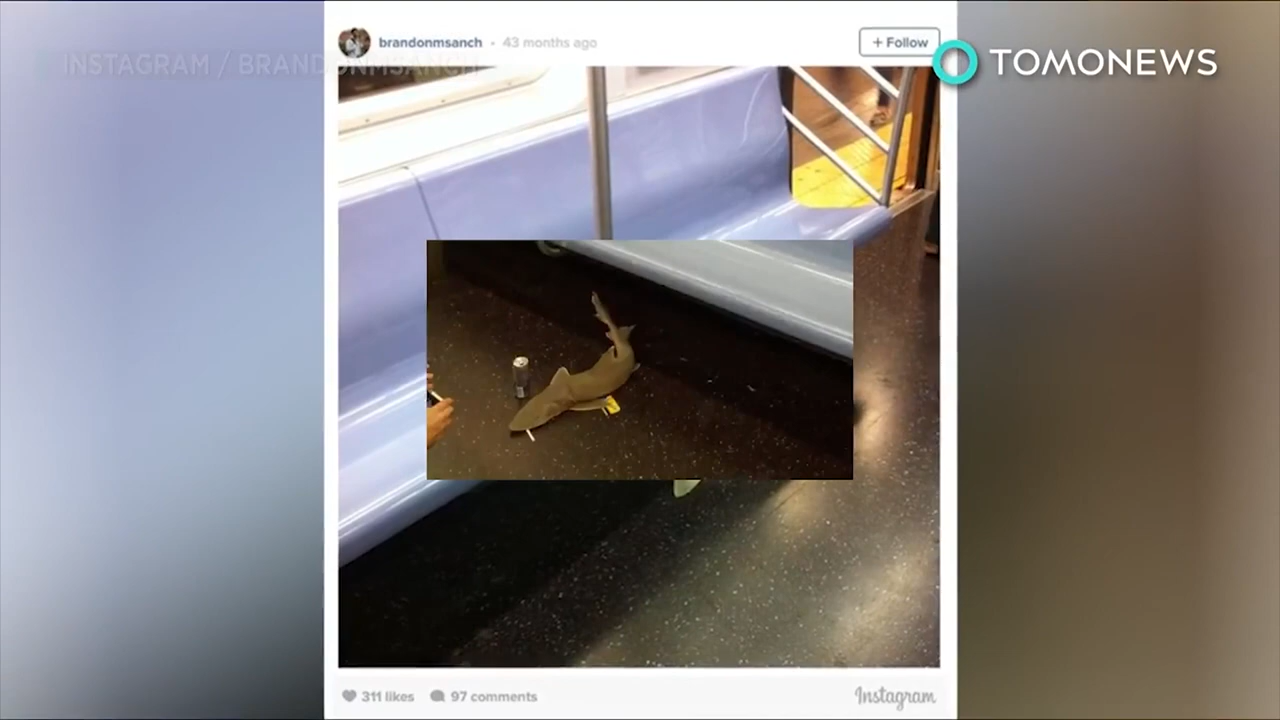 brandonmsanch • 43 months ago
+ Follow
INSTAGRAM / BRANDONMSANCH
TOMONEWS
311 likes 97 comments
Instagram